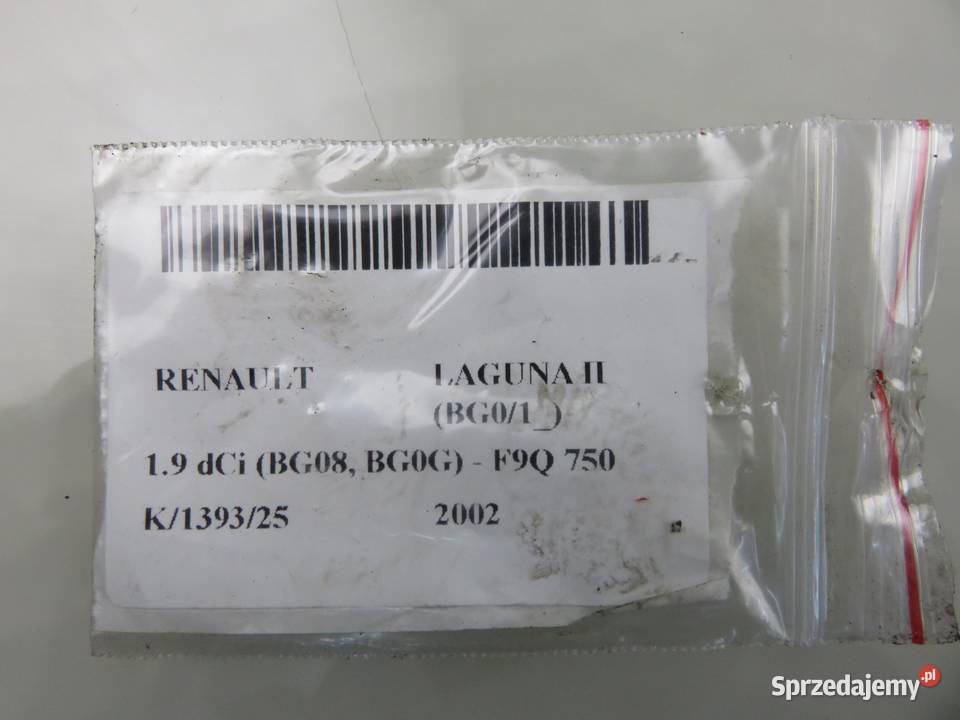 RENAULT LAGUNA II
(BG0/1_)
1.9 dCi (BG08, BG0G) - F9Q 750
K/1393/25 2002
Sprzedajemy.pl